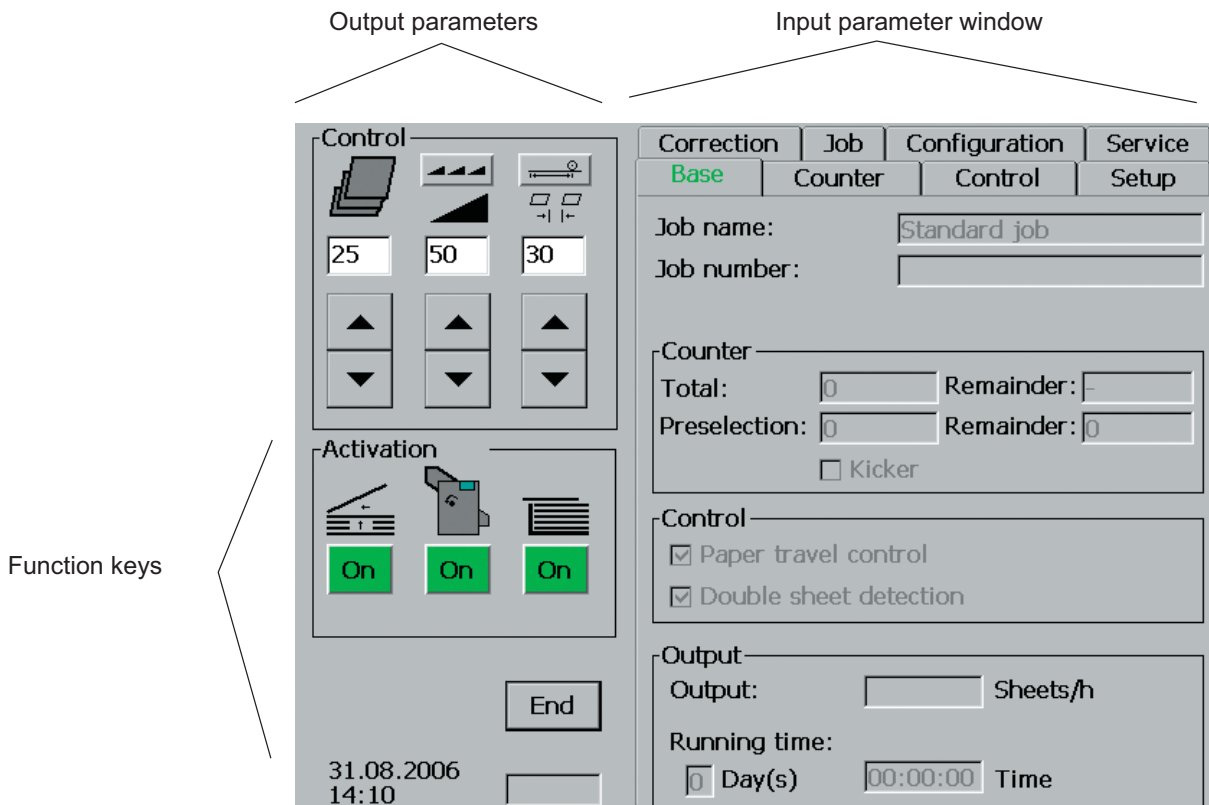 Output parameters
Input parameter window
Control
25 50 30
Activation
On On On
Function keys
End
31.08.2006
14:10
Correction Job Configuration Service
Base Counter Control Setup
Job name: Standard job
Job number:
Counter
Total: 0 Remainder: -
Preselection: 0 Remainder: 0
Kicker
Control
Paper travel control
Double sheet detection
Output
Output: Sheets/h
Running time:
0 Day(s) 00:00:00 Time